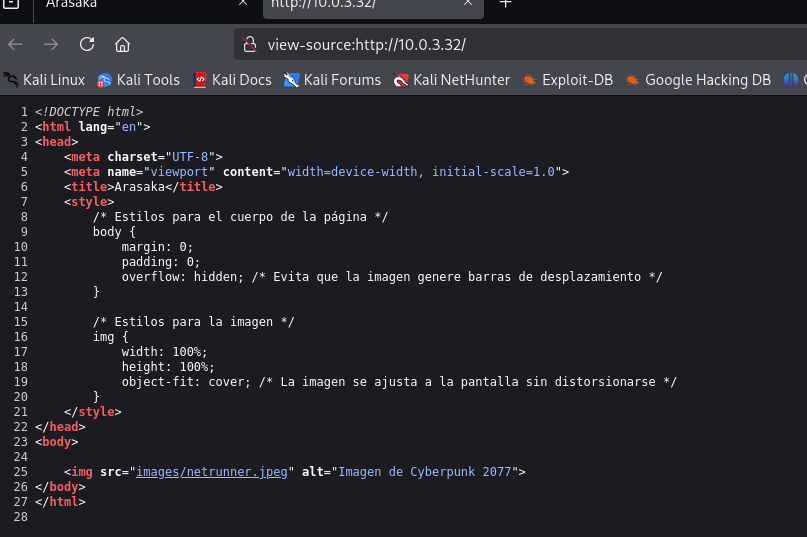 Arasaka
http://10.0.3.32/
view-source:http://10.0.3.32/
Kali Linux Kali Tools Kali Docs Kali Forums Kali NetHunter Exploit-DB Google Hacking DB
1 <!DOCTYPE html>
2 <html lang="en">
3 <head>
4     <meta charset="UTF-8">
5     <meta name="viewport" content="width=device-width, initial-scale=1.0">
6     <title>Arasaka</title>
7     <style>
8         /* Estilos para el cuerpo de la página */
9         body {
10             margin: 0;
11             padding: 0;
12             overflow: hidden; /* Evita que la imagen genere barras de desplazamiento */
13         }
14
15         /* Estilos para la imagen */
16         img {
17             width: 100%;
18             height: 100%;
19             object-fit: cover; /* La imagen se ajusta a la pantalla sin distorsionarse */
20         }
21     </style>
22 </head>
23 <body>
24
25     <img src="images/netrunner.jpeg" alt="Imagen de Cyberpunk 2077">
26 </body>
27 </html>
28